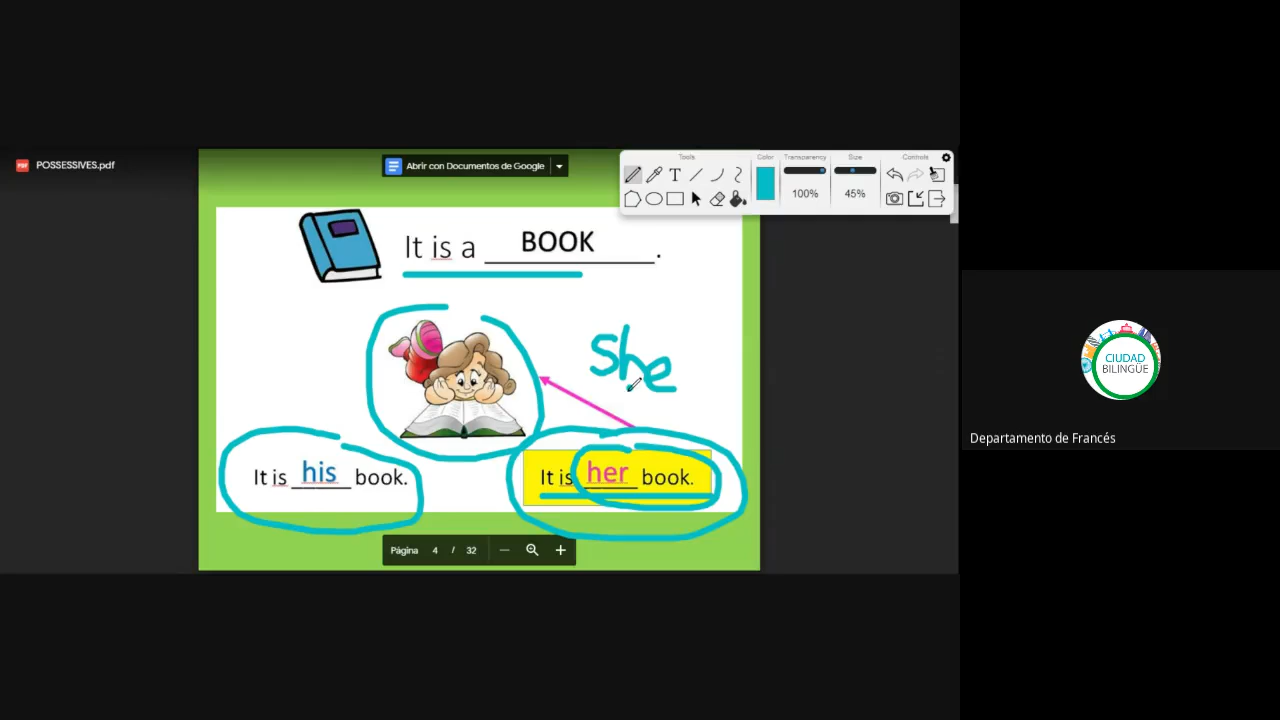 POSSESSIVES.pdf
Abrir con Documentos de Google
Tools
Color
Transparency
Size
Controls
100%
45%
It is a BOOK.
she
It is his book.
It is her book.
Página 4 / 32
CIUDAD
BILINGÜE
Departamento de Francés